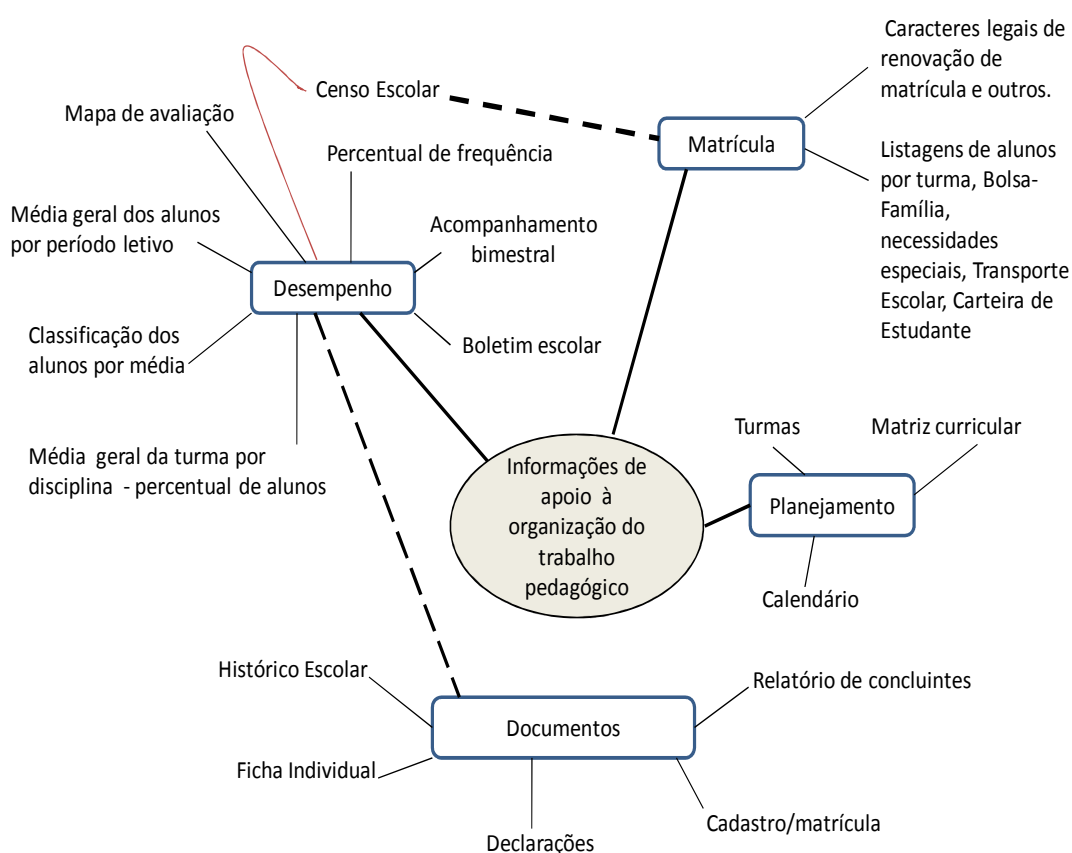 Caracteres legais de
renovação de
matrícula e outros.
Censo Escolar
Mapa de avaliação
Matrícula
Percentual de frequência
Listagens de alunos
por turma, Bolsa-
Família,
necessidades
especiais, Transporte
Escolar, Carteira de
Estudante
Média geral dos alunos
por período letivo
Acompanhamento
bimestral
Desempenho
Classificação dos
alunos por média
Boletim escolar
Média  geral da turma por
disciplina  - percentual de alunos
Turmas
Matriz curricular
Informações de
apoio  à
organização do
trabalho
pedagógico
Planejamento
Calendário
Histórico Escolar
Relatório de concluintes
Documentos
Ficha Individual
Cadastro/matrícula
Declarações